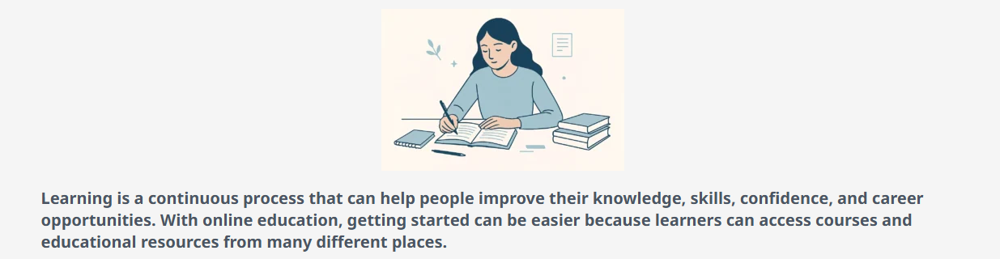 Learning is a continuous process that can help people improve their knowledge, skills, confidence, and career
opportunities. With online education, getting started can be easier because learners can access courses and
educational resources from many different places.